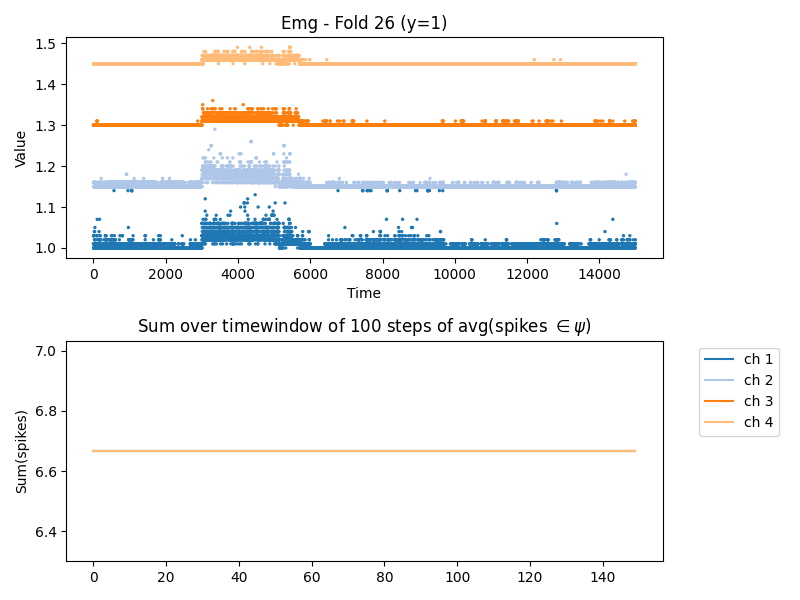 Emg - Fold 26 (y=1)
Value
1.5
1.4
1.3
1.2
1.1
1.0
0 2000 4000 6000 8000 10000 12000 14000
Time
Sum over timewindow of 100 steps of avg(spikes ∈ ψ)
Sum(spikes)
7.0
6.8
6.6
6.4
0 20 40 60 80 100 120 140
ch 1
ch 2
ch 3
ch 4